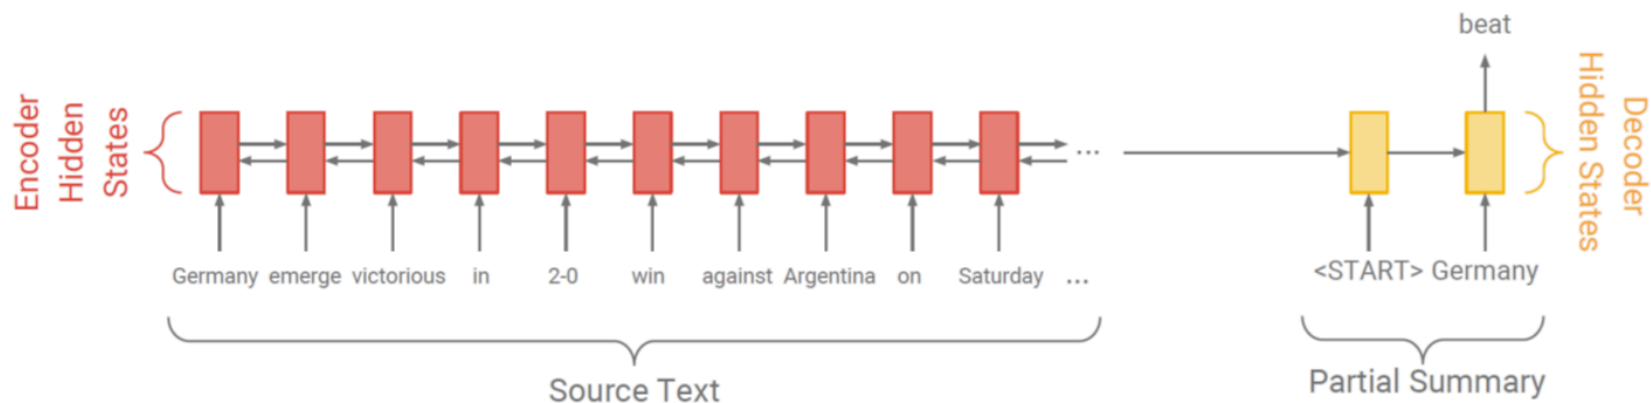 beat
Encoder
Hidden
States
Decoder
Hidden States
...
Germany emerge victorious in 2-0 win against Argentina on Saturday ...
<START> Germany
Source Text
Partial Summary